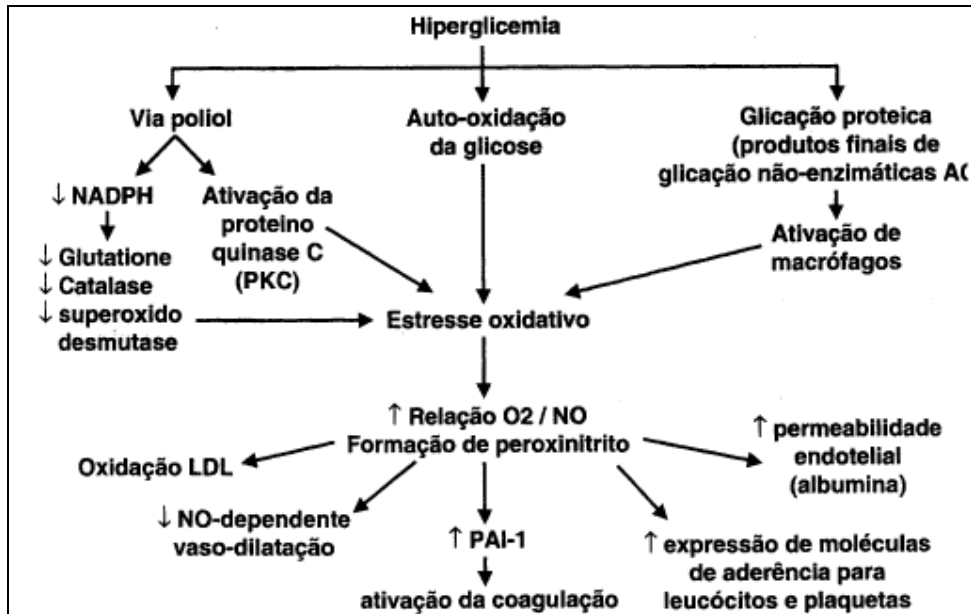 Hiperglicemia
Via poliol
Auto-oxidação
da glicose
Glicação proteica
(produtos finais de
glicação não-enzimáticas
↓ NADPH
Ativação da
proteino
quinase C
(PKC)
↓ Glutatione
↓ Catalase
↓ superoxido
desmutase
Ativação de
macrófagos
Estresse oxidativo
↑ Relação O2 / NO
Formação de peroxinitrito
Oxidação LDL
↓ NO-dependente
vaso-dilatação
↑ PAI-1
ativação da coagulação
↑ expressão de moléculas
de aderência para
leucócitos e plaquetas
↑ permeabilidade
endotelial
(albumina)